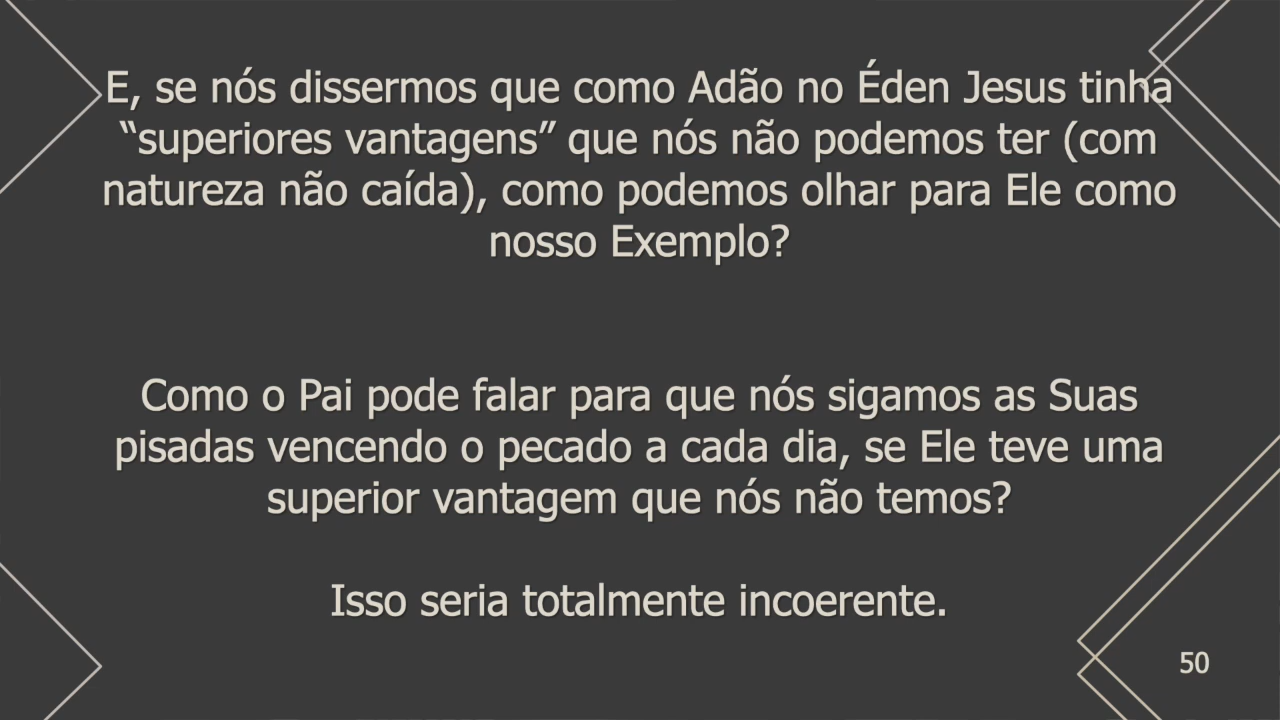 E, se nós dissermos que como Adão no Éden Jesus tinha
“superiores vantagens” que nós não podemos ter (com
natureza não caída), como podemos olhar para Ele como
nosso Exemplo?
Como o Pai pode falar para que nós sigamos as Suas
pisadas vencendo o pecado a cada dia, se Ele teve uma
superior vantagem que nós não temos?
Isso seria totalmente incoerente.
50